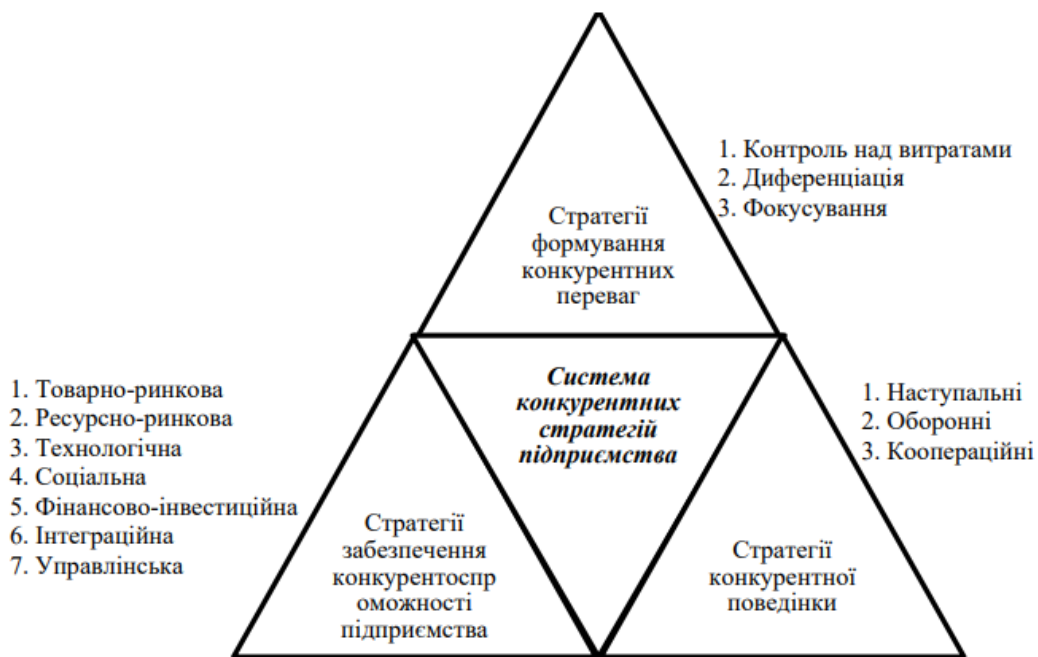 1. Контроль над витратами
2. Диференціація
3. Фокусування
Стратегії
формування
конкурентних
переваг
1. Товарно-ринкова
2. Ресурсно-ринкова
3. Технологічна
4. Соціальна
5. Фінансово-інвестиційна
6. Інтеграційна
7. Управлінська
Система
конкурентних
стратегій
підприємства
1. Наступальні
2. Оборонні
3. Коопераційні
Стратегії
забезпечення
конкурентоспр
оможності
підприємства
Стратегії
конкурентної
поведінки